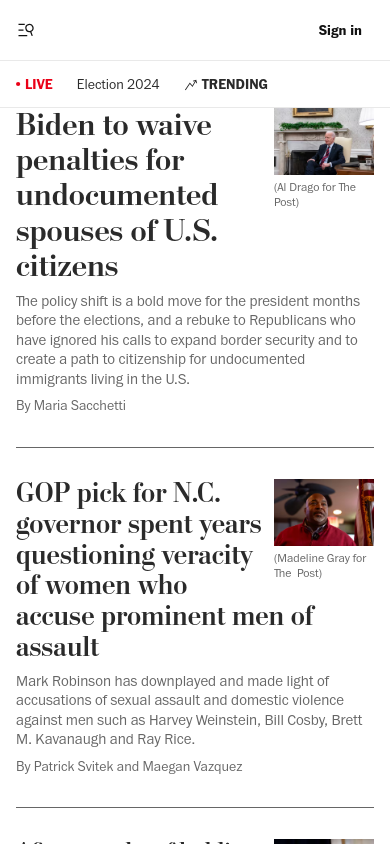 Sign in
LIVE
Election 2024
TRENDING
Biden to waive
penalties for
undocumented
spouses of U.S.
citizens
(Al Drago for The
Post)
The policy shift is a bold move for the president months
before the elections, and a rebuke to Republicans who
have ignored his calls to expand border security and to
create a path to citizenship for undocumented
immigrants living in the U.S.
By Maria Sacchetti
GOP pick for N.C.
governor spent years
questioning veracity
of women who
accuse prominent men of
assault
(Madeline Gray for
The Post)
Mark Robinson has downplayed and made light of
accusations of sexual assault and domestic violence
against men such as Harvey Weinstein, Bill Cosby, Brett
M. Kavanaugh and Ray Rice.
By Patrick Svitek and Maegan Vazquez